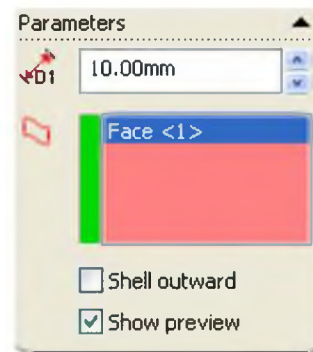 Parameters
D1
10.00mm
Face <1>
Shell outward
Show preview